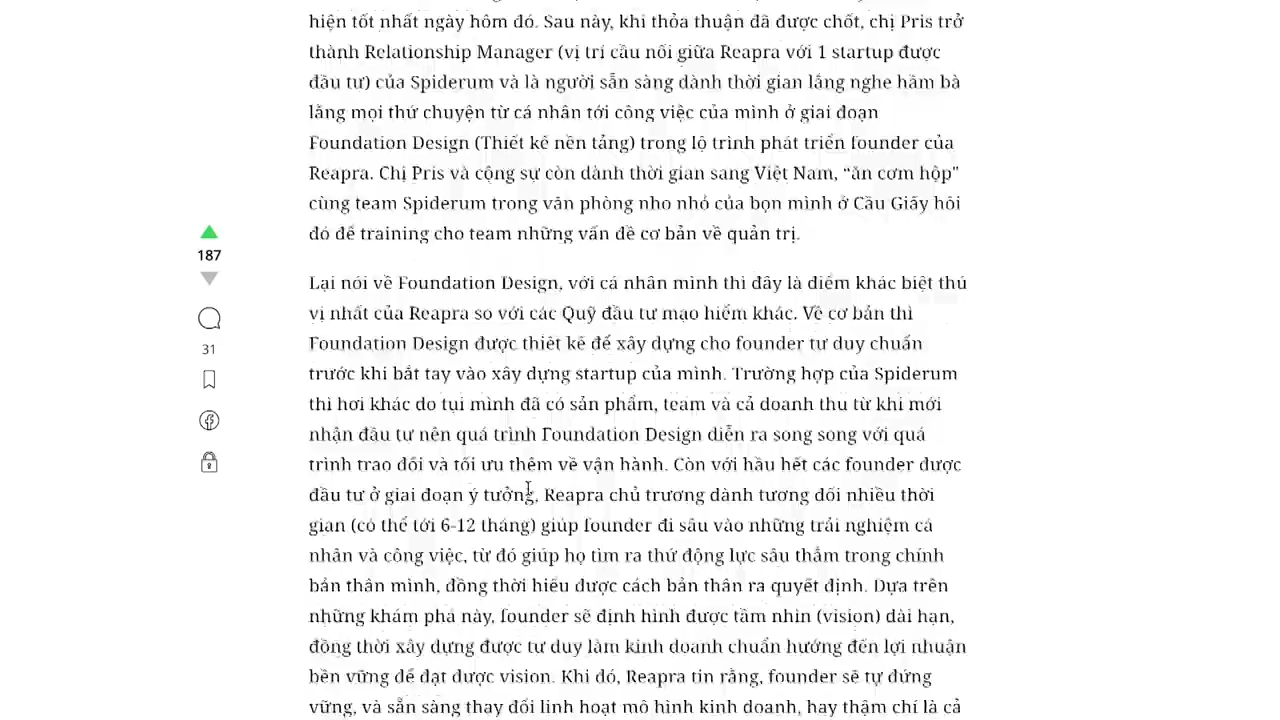 hiện tốt nhất ngày hôm đó. Sau này, khi thỏa thuận đã được chốt, chị Pris trở
thành Relationship Manager (vị trí cầu nối giữa Reapra với 1 startup được
đầu tư) của Spiderum và là người sẵn sàng dành thời gian lắng nghe hầm bà
lằng mọi thứ chuyện từ cá nhân tới công việc của mình ở giai đoạn
Foundation Design (Thiết kế nền tảng) trong lộ trình phát triển founder của
Reapra. Chị Pris và cộng sự còn dành thời gian sang Việt Nam, “ăn cơm hộp"
cùng team Spiderum trong văn phòng nho nhỏ của bọn mình ở Cầu Giấy hồi
đó để training cho team những vấn đề cơ bản về quản trị.
187
Lại nói về Foundation Design, với cá nhân mình thì đây là điểm khác biệt thú
vị nhất của Reapra so với các Quỹ đầu tư mạo hiểm khác. Về cơ bản thì
31
Foundation Design được thiết kế để xây dựng cho founder tư duy chuẩn
trước khi bắt tay vào xây dựng startup của mình. Trường hợp của Spiderum
thì hơi khác do tụi mình đã có sản phẩm, team và cả doanh thu từ khi mới
nhận đầu tư nên quá trình Foundation Design diễn ra song song với quá
trình trao đổi và tối ưu thêm về vận hành. Còn với hầu hết các founder được
đầu tư ở giai đoạn ý tưởng, Reapra chủ trương dành tương đối nhiều thời
gian (có thể tới 6-12 tháng) giúp founder đi sâu vào những trải nghiệm cá
nhân và công việc, từ đó giúp họ tìm ra thứ động lực sâu thẳm trong chính
bản thân mình, đồng thời hiểu được cách bản thân ra quyết định. Dựa trên
những khám phá này, founder sẽ định hình được tầm nhìn (vision) dài hạn,
đồng thời xây dựng được tư duy làm kinh doanh chuẩn hướng đến lợi nhuận
bền vững để đạt được vision. Khi đó, Reapra tin rằng, founder sẽ tự đứng
vững, và sẵn sàng thay đổi linh hoạt mô hình kinh doanh, hay thậm chí là cả